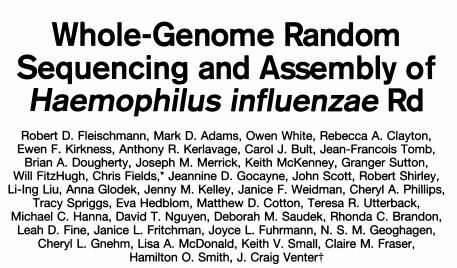 Whole-Genome Random
Sequencing and Assembly of
Haemophilus influenzae Rd
Robert D. Fleischmann, Mark D. Adams, Owen White, Rebecca A. Clayton,
Ewen F. Kirkness, Anthony R. Kerlavage, Carol J. Bult, Jean-Francois Tomb,
Brian A. Dougherty, Joseph M. Merrick, Keith McKenney, Granger Sutton,
Will FitzHugh, Chris Fields,* Jeannine D. Gocayne, John Scott, Robert Shirley,
Li-Ing Liu, Anna Glodek, Jenny M. Kelley, Janice F. Weidman, Cheryl A. Phillips,
Tracy Spriggs, Eva Hedblom, Matthew D. Cotton, Teresa R. Utterback,
Michael C. Hanna, David T. Nguyen, Deborah M. Saudek, Rhonda C. Brandon,
Leah D. Fine, Janice L. Fritchman, Joyce L. Fuhrmann, N. S. M. Geoghagen,
Cheryl L. Gnehm, Lisa A. McDonald, Keith V. Small, Claire M. Fraser,
Hamilton O. Smith, J. Craig Venter†